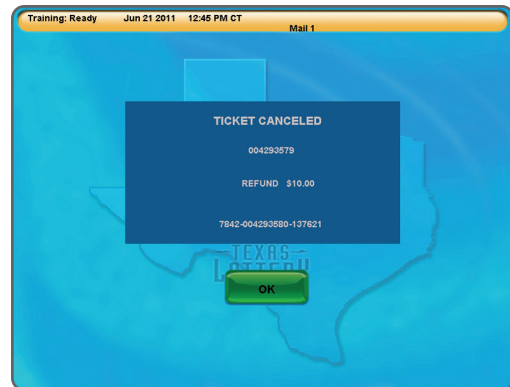 Training: Ready Jun 21 2011 12:45 PM CT
Mail 1
TICKET CANCELED
004293579
REFUND $10.00
7842-004293580-137621
TEXAS
LOTTERY
OK